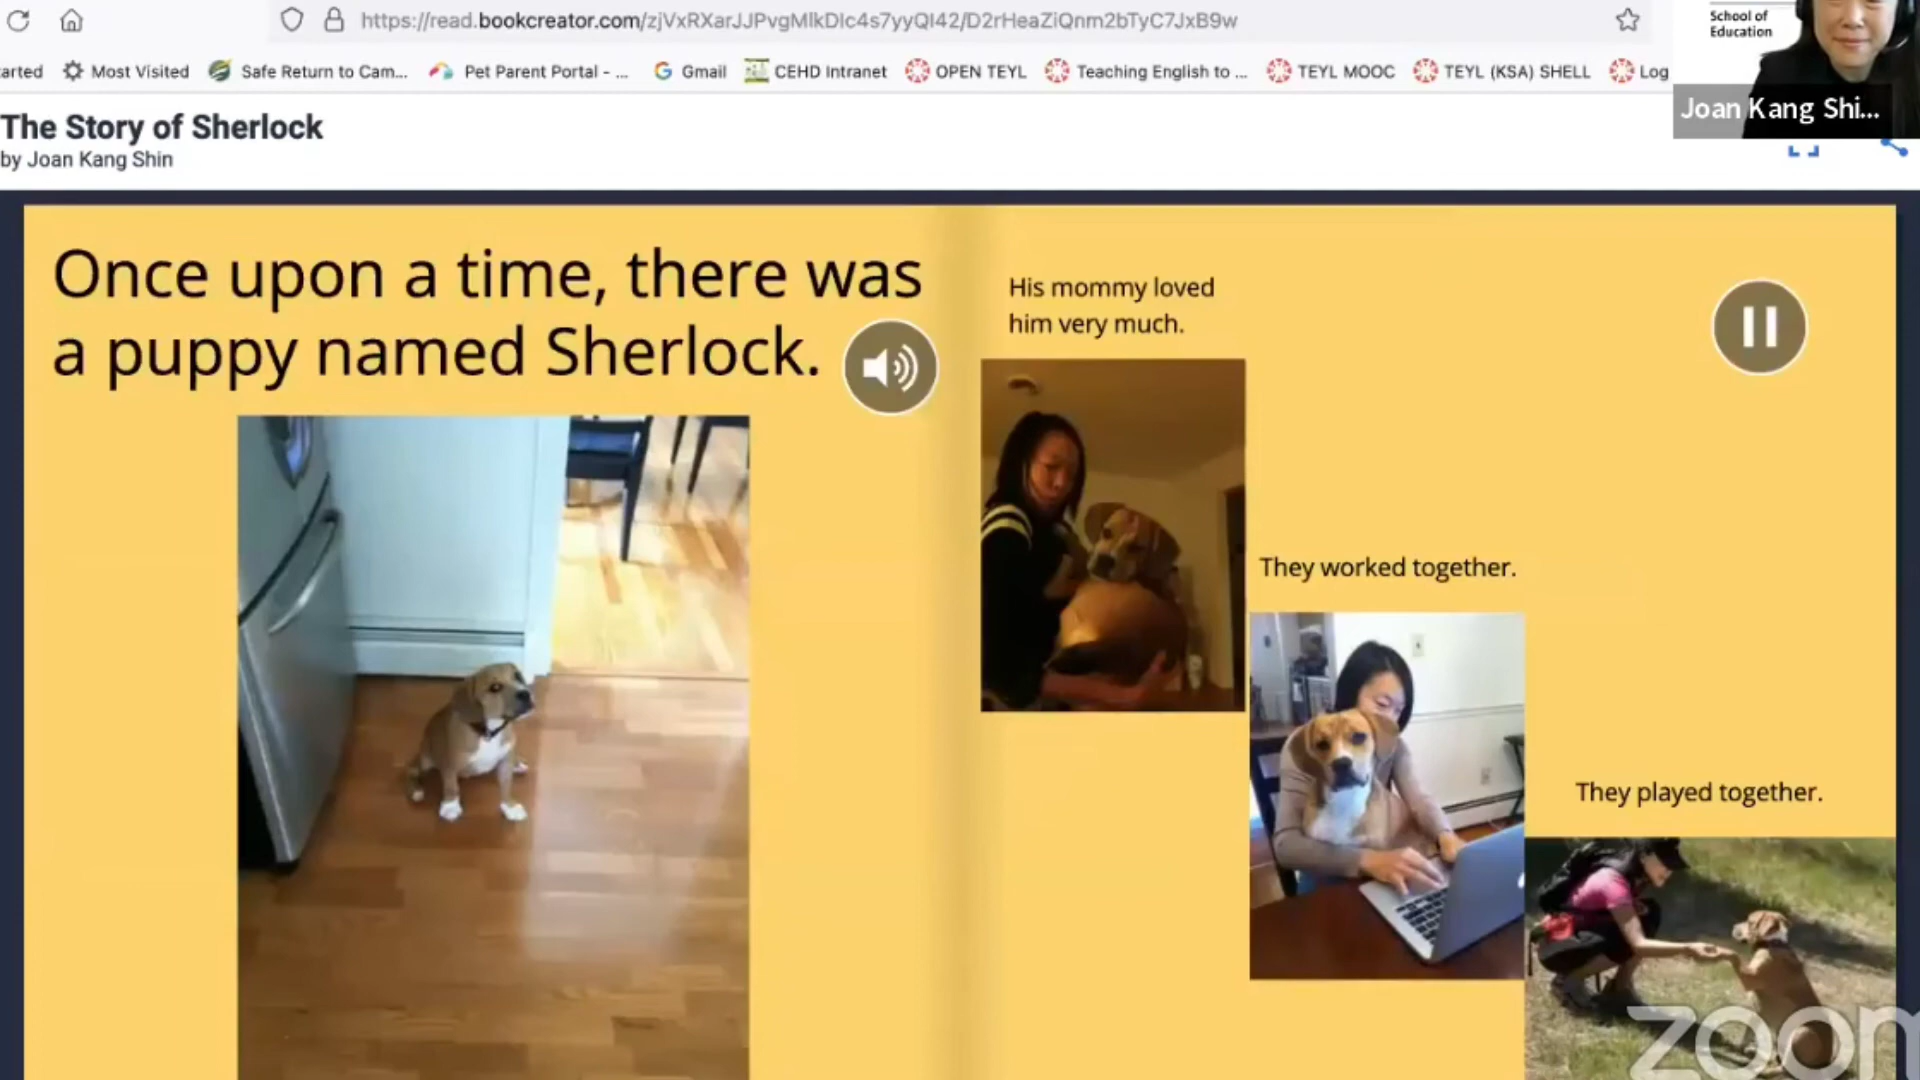 https://read.bookcreator.com/zjVxRXarJJPvgMlkDIc4s7yyQI42/D2rHeaZiQnm2bTyC7JxB9w
School of
Education
arted Most Visited Safe Return to Cam... Pet Parent Portal - ... Gmail CEHD Intranet OPEN TEYL Teaching English to ... TEYL MOOC TEYL (KSA) SHELL Log
Joan Kang Shi...
The Story of Sherlock
by Joan Kang Shin
Once upon a time, there was
a puppy named Sherlock.
His mommy loved
him very much.
They worked together.
They played together.
zoom